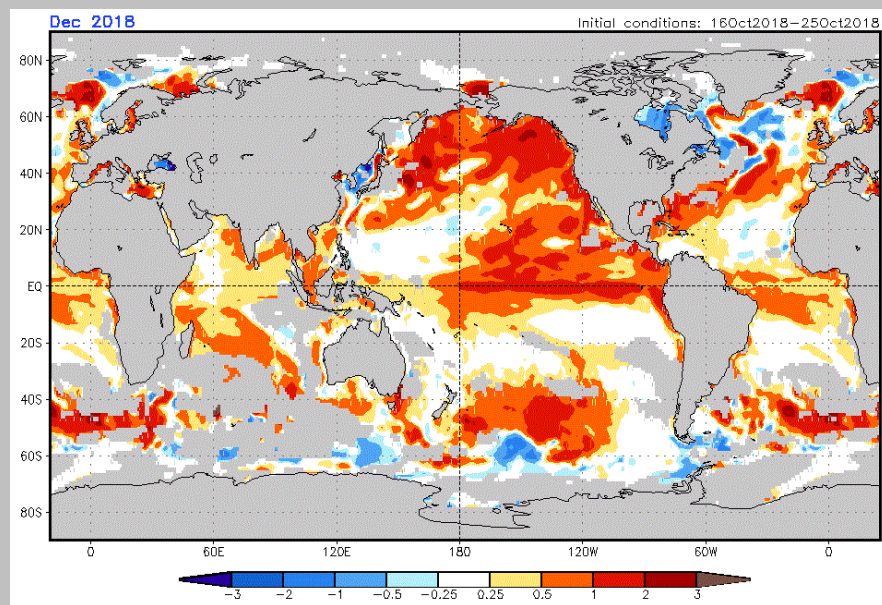 Dec 2018
Initial conditions: 16Oct2018-25Oct2018
80N
60N
40N
20N
EQ
20S
40S
60S
80S
0 60E 120E 180 120W 60W 0
-3 -2 -1 -0.5 -0.25 0.25 0.5 1 2 3